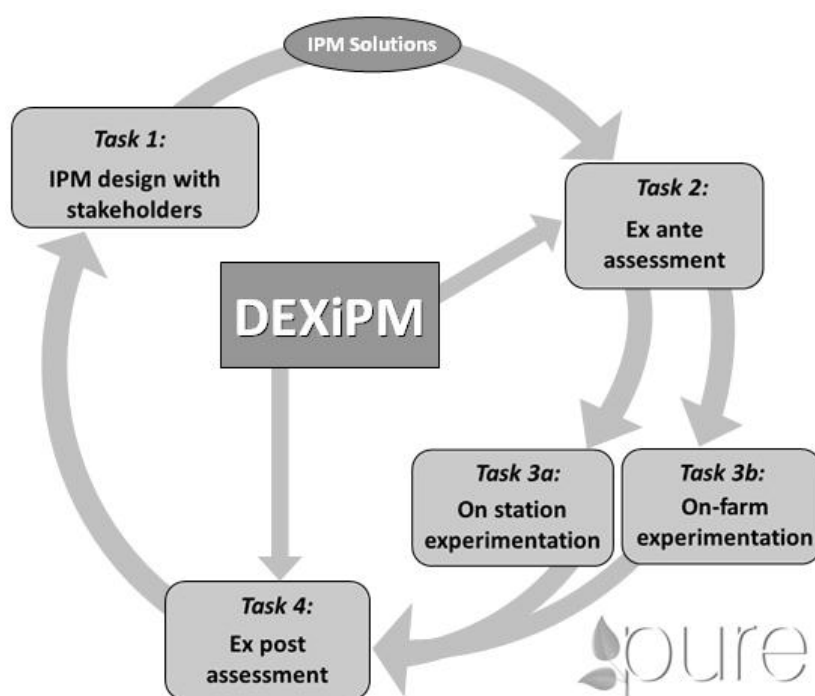 IPM Solutions
Task 1:
IPM design with
stakeholders
Task 2:
Ex ante
assessment
DEXiPM
Task 3a:
On station
experimentation
Task 3b:
On-farm
experimentation
Task 4:
Ex post
assessment
pure